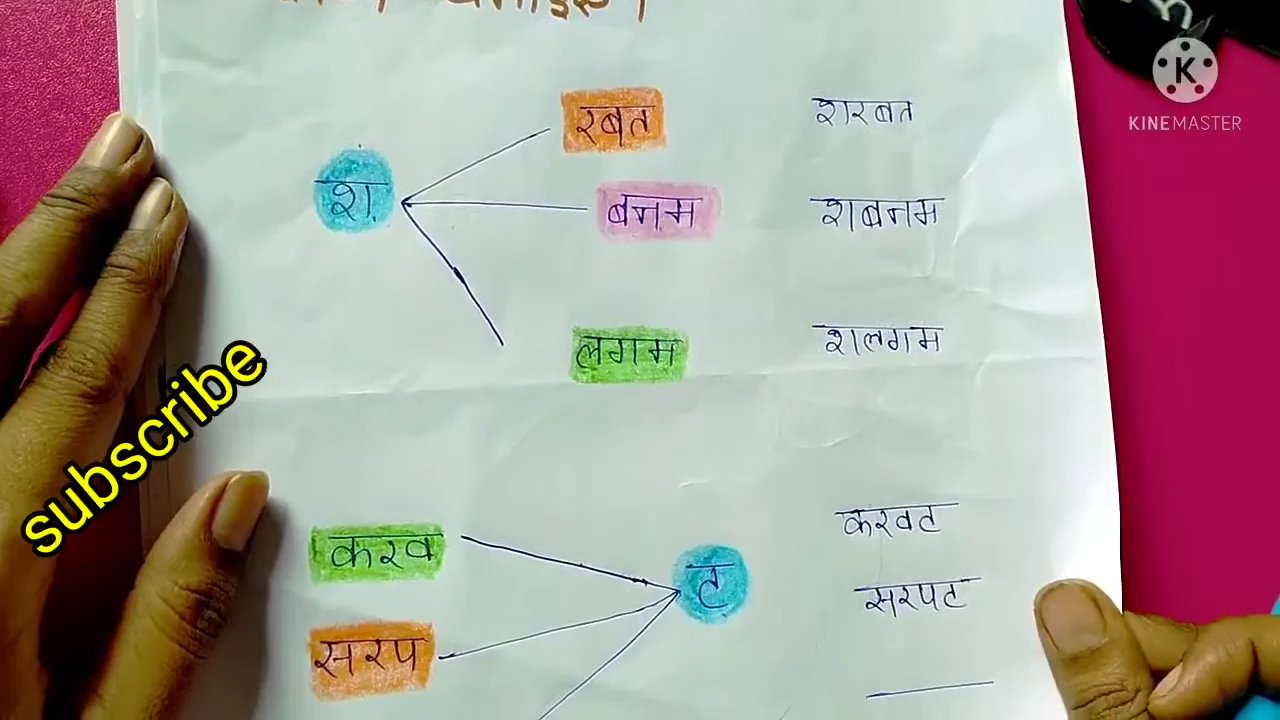 रबत
शरबत
श
बनम
शबनम
लगम
शलगम
करव
ट
करवट
सरप
सरपट
subscribe
K
KINEMASTER